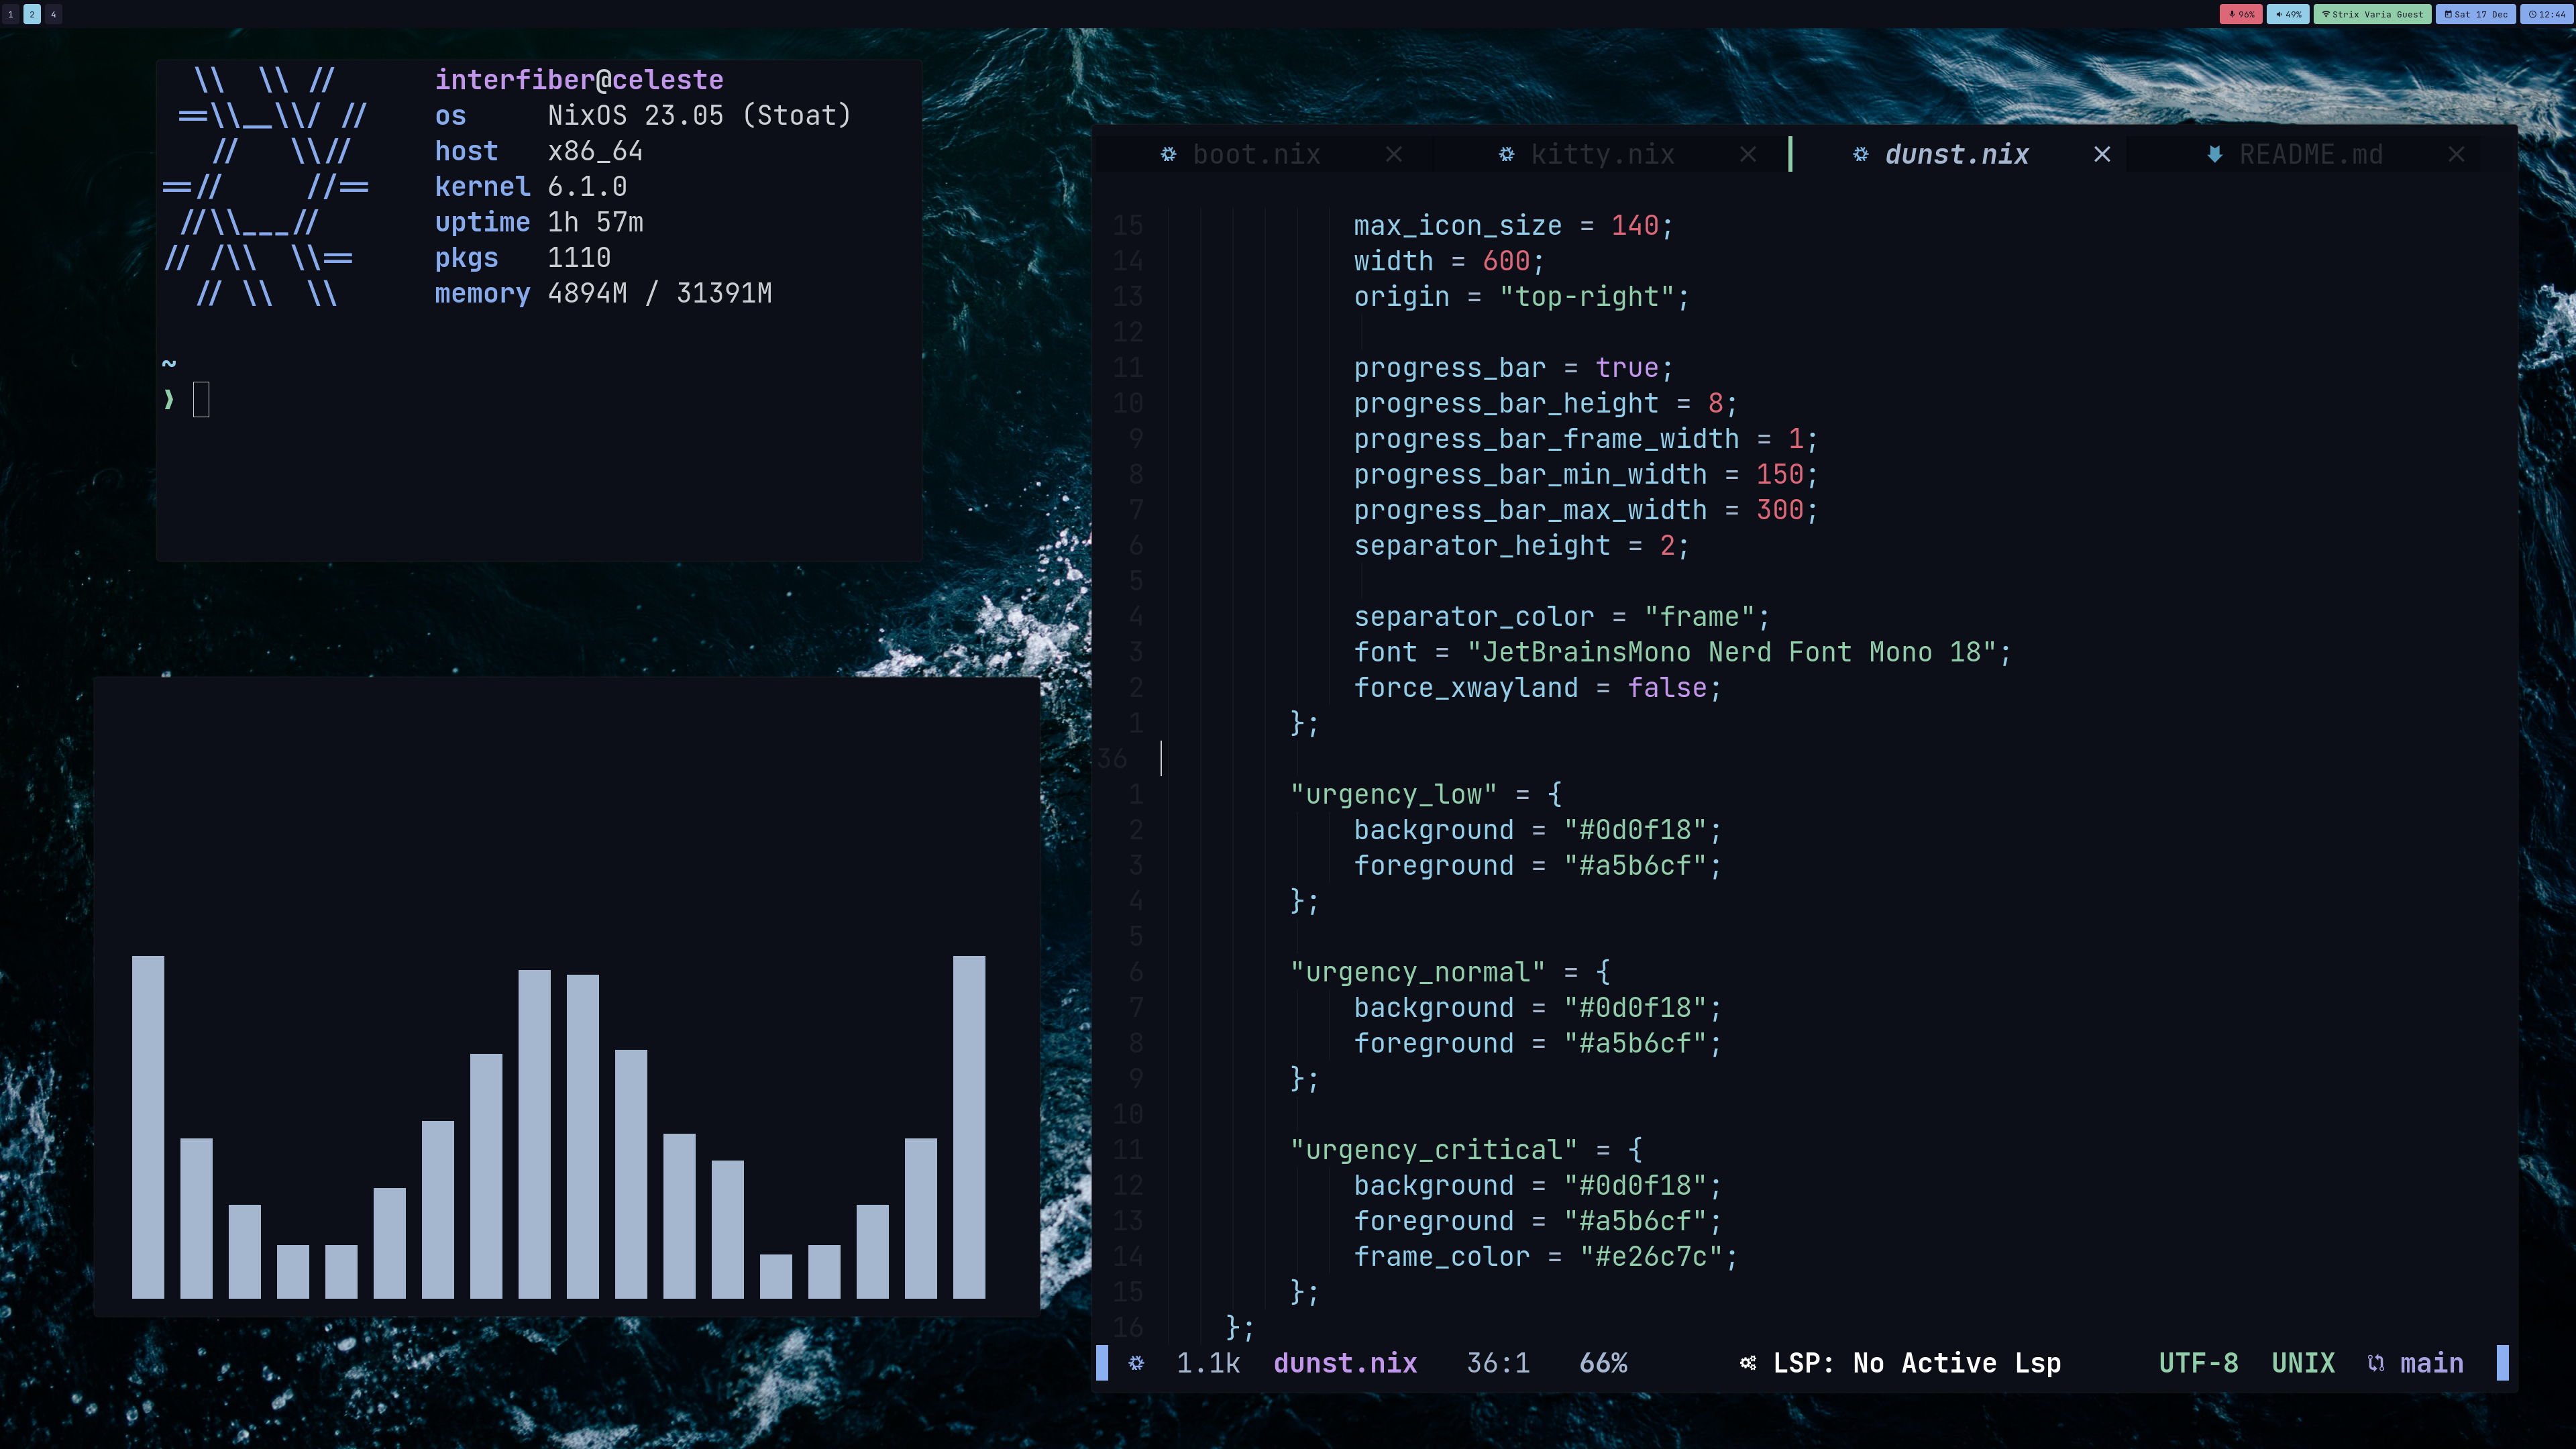 1 2 4 96% 49% Strix Varia Guest Sat 17 Dec 12:44
\\  \\ //
==\\__\\/ //
//   \\//
==//     //==
//\\___//
// /\\  \\==
// \\  \\
interfiber@celeste
os NixOS 23.05 (Stoat)
host x86_64
kernel 6.1.0
uptime 1h 57m
pkgs 1110
memory 4894M / 31391M
~
❯
boot.nix × kitty.nix × dunst.nix × README.md ×
15 max_icon_size = 140;
14 width = 600;
13 origin = "top-right";
12
11 progress_bar = true;
10 progress_bar_height = 8;
9 progress_bar_frame_width = 1;
8 progress_bar_min_width = 150;
7 progress_bar_max_width = 300;
6 separator_height = 2;
5
4 separator_color = "frame";
3 font = "JetBrainsMono Nerd Font Mono 18";
2 force_xwayland = false;
1 };
36
1 "urgency_low" = {
2 background = "#0d0f18";
3 foreground = "#a5b6cf";
4 };
5
6 "urgency_normal" = {
7 background = "#0d0f18";
8 foreground = "#a5b6cf";
9 };
10
11 "urgency_critical" = {
12 background = "#0d0f18";
13 foreground = "#a5b6cf";
14 frame_color = "#e26c7c";
15 };
16 };
1.1k dunst.nix 36:1 66% LSP: No Active Lsp UTF-8 UNIX main